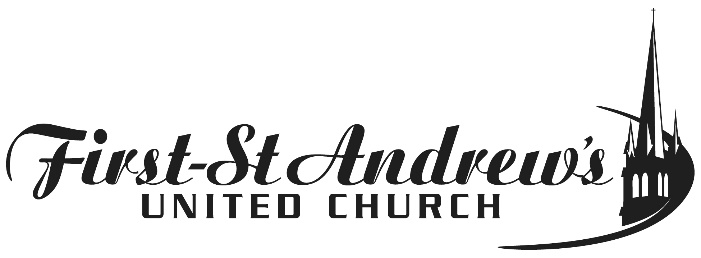 First-St Andrew's
UNITED CHURCH